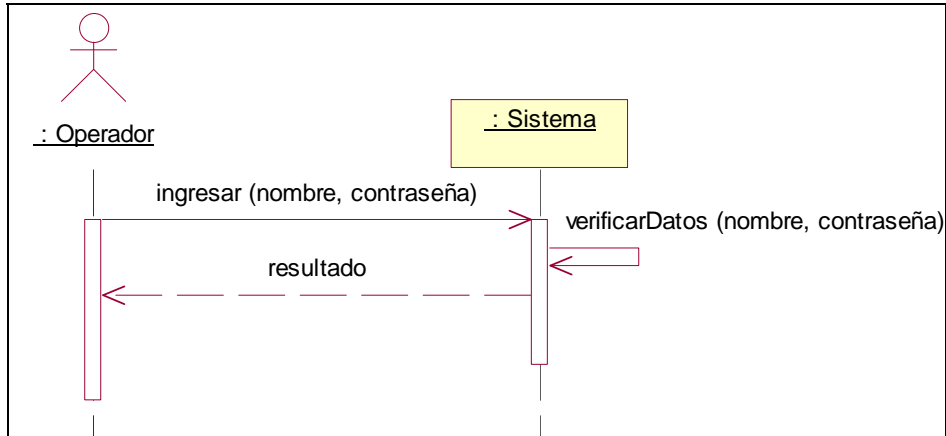 : Operador
: Sistema
ingresar (nombre, contraseña)
verificarDatos (nombre, contraseña)
resultado